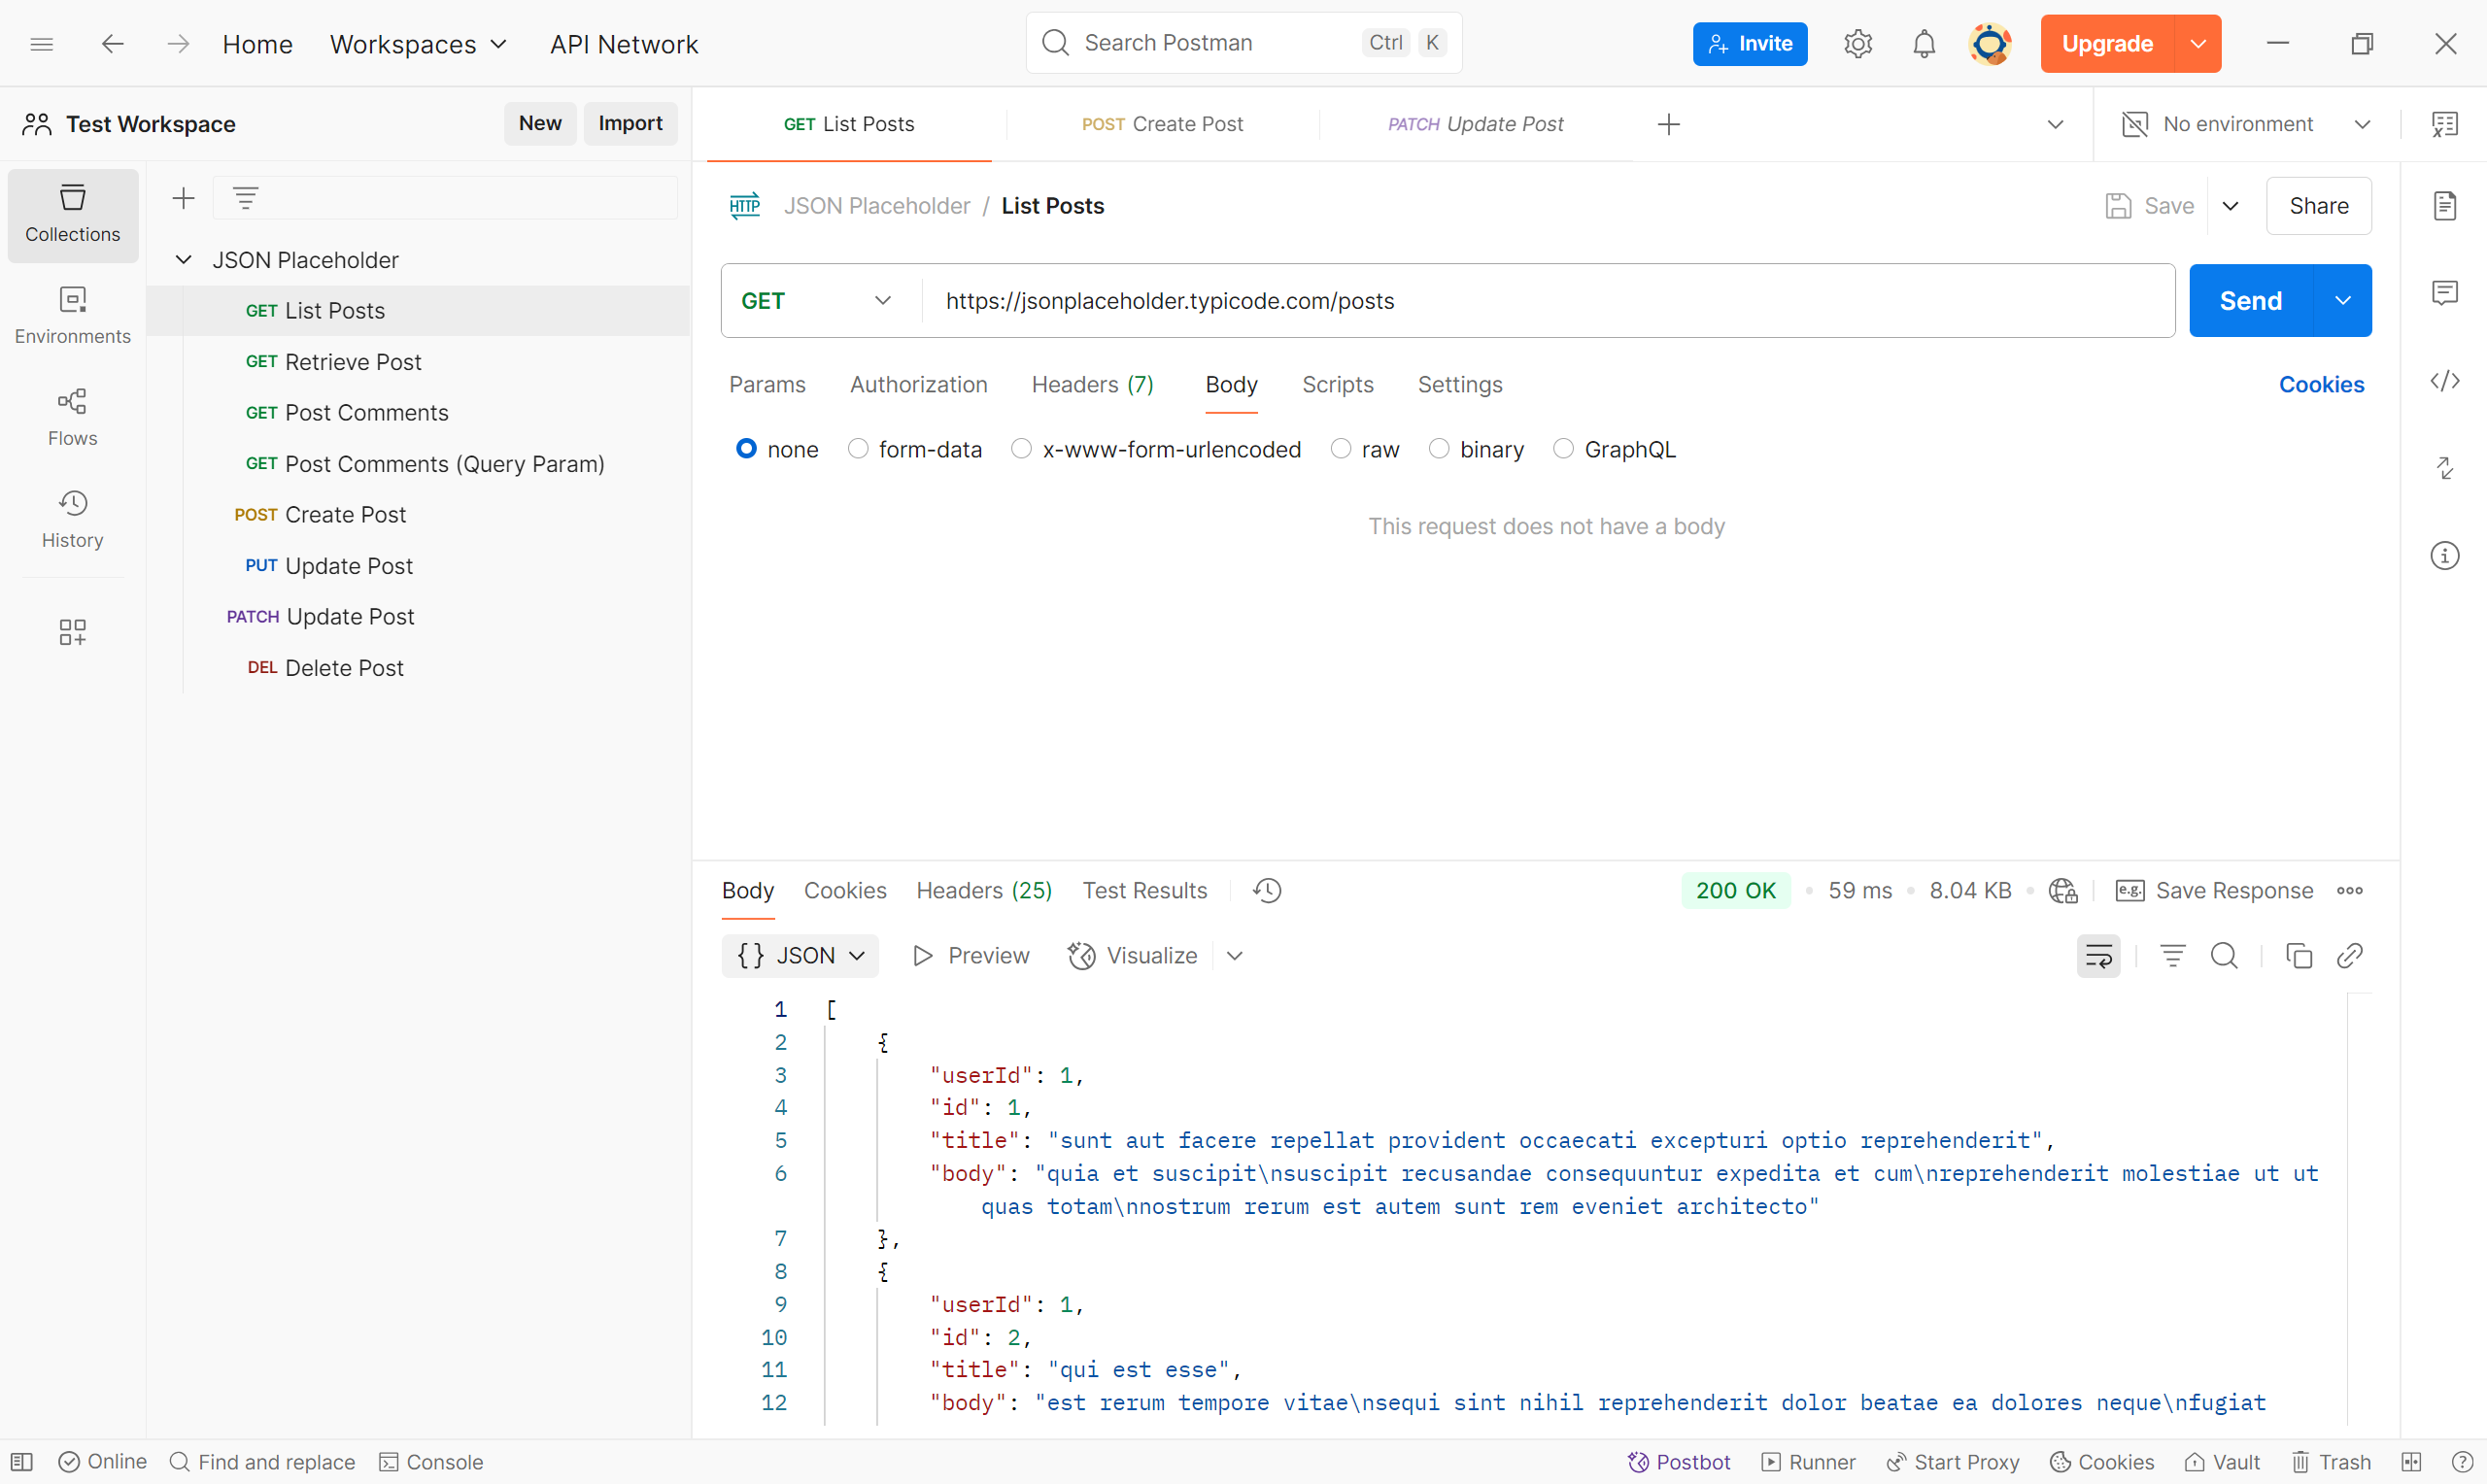 Home Workspaces API Network Search Postman Ctrl K Invite Upgrade
Test Workspace New Import
GET List Posts POST Create Post PATCH Update Post No environment
Collections
Environments
Flows
History
JSON Placeholder
GET List Posts
GET Retrieve Post
GET Post Comments
GET Post Comments (Query Param)
POST Create Post
PUT Update Post
PATCH Update Post
DEL Delete Post
HTTP JSON Placeholder / List Posts Save Share
GET https://jsonplaceholder.typicode.com/posts Send
Params Authorization Headers (7) Body Scripts Settings Cookies
none form-data x-www-form-urlencoded raw binary GraphQL
This request does not have a body
Body Cookies Headers (25) Test Results 200 OK • 59 ms • 8.04 KB • e.g. Save Response
{} JSON Preview Visualize
1 [
2 {
3 "userId": 1,
4 "id": 1,
5 "title": "sunt aut facere repellat provident occaecati excepturi optio reprehenderit",
6 "body": "quia et suscipit\nsuscipit recusandae consequuntur expedita et cum\nreprehenderit molestiae ut ut
quas totam\nnostrum rerum est autem sunt rem eveniet architecto"
7 },
8 {
9 "userId": 1,
10 "id": 2,
11 "title": "qui est esse",
12 "body": "est rerum tempore vitae\nsequi sint nihil reprehenderit dolor beatae ea dolores neque\nfugiat
Online Find and replace Console Postbot Runner Start Proxy Cookies Vault Trash